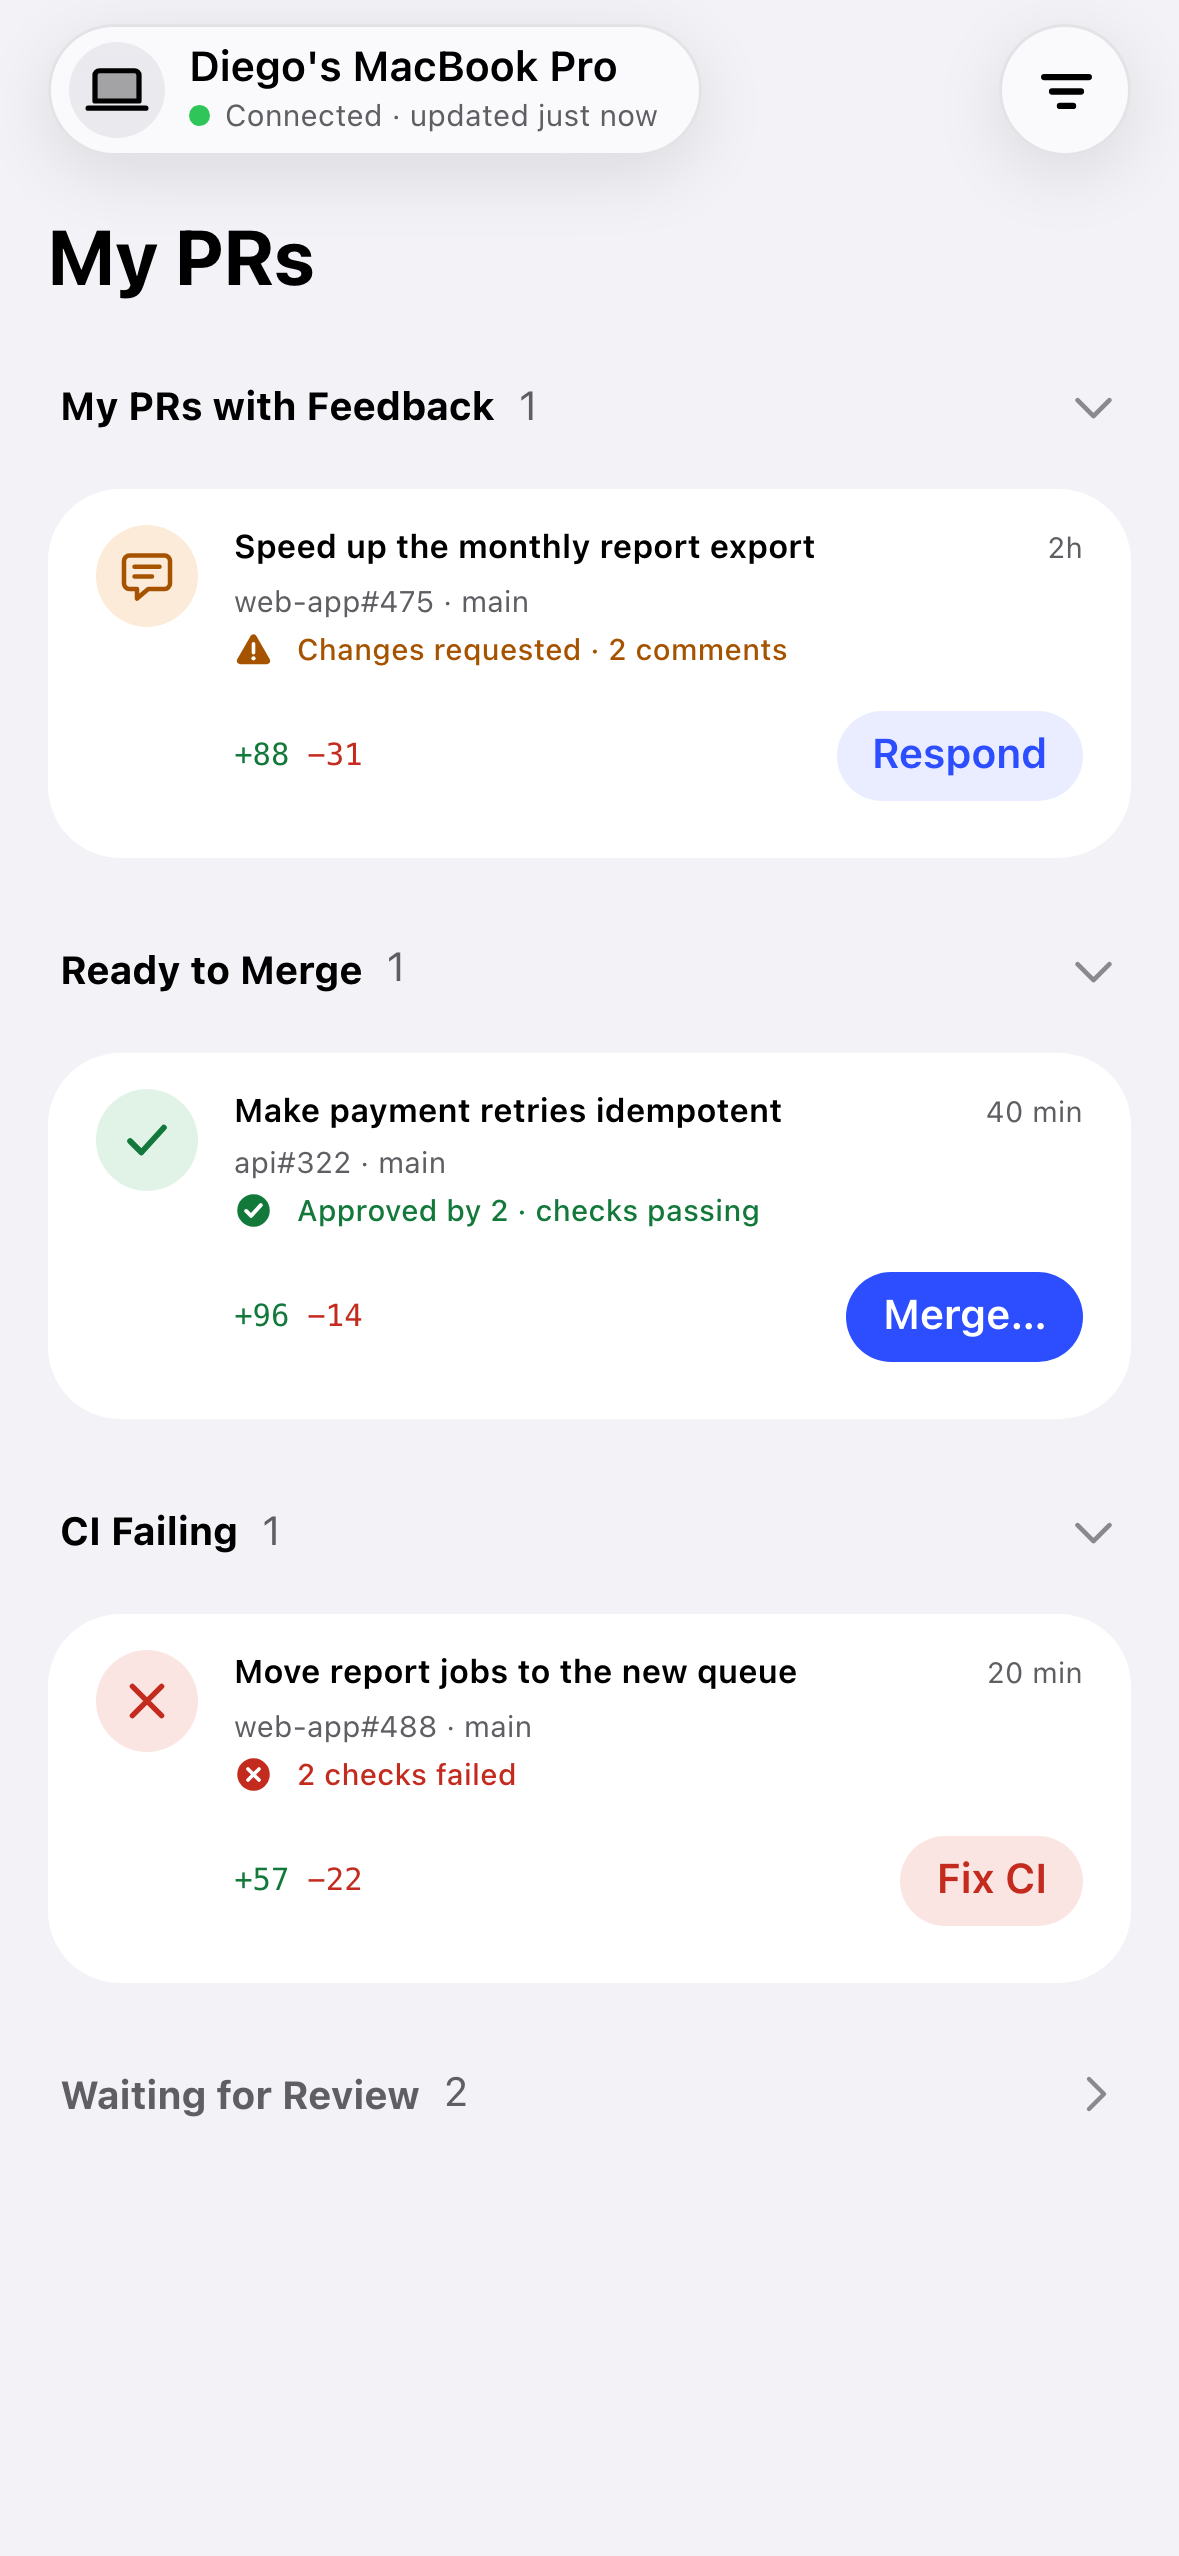 Diego's MacBook Pro
Connected · updated just now
My PRs
My PRs with Feedback 1
Speed up the monthly report export 2h
web-app#475 · main
Changes requested · 2 comments
+88 −31 Respond
Ready to Merge 1
Make payment retries idempotent 40 min
api#322 · main
Approved by 2 · checks passing
+96 −14 Merge...
CI Failing 1
Move report jobs to the new queue 20 min
web-app#488 · main
2 checks failed
+57 −22 Fix CI
Waiting for Review 2